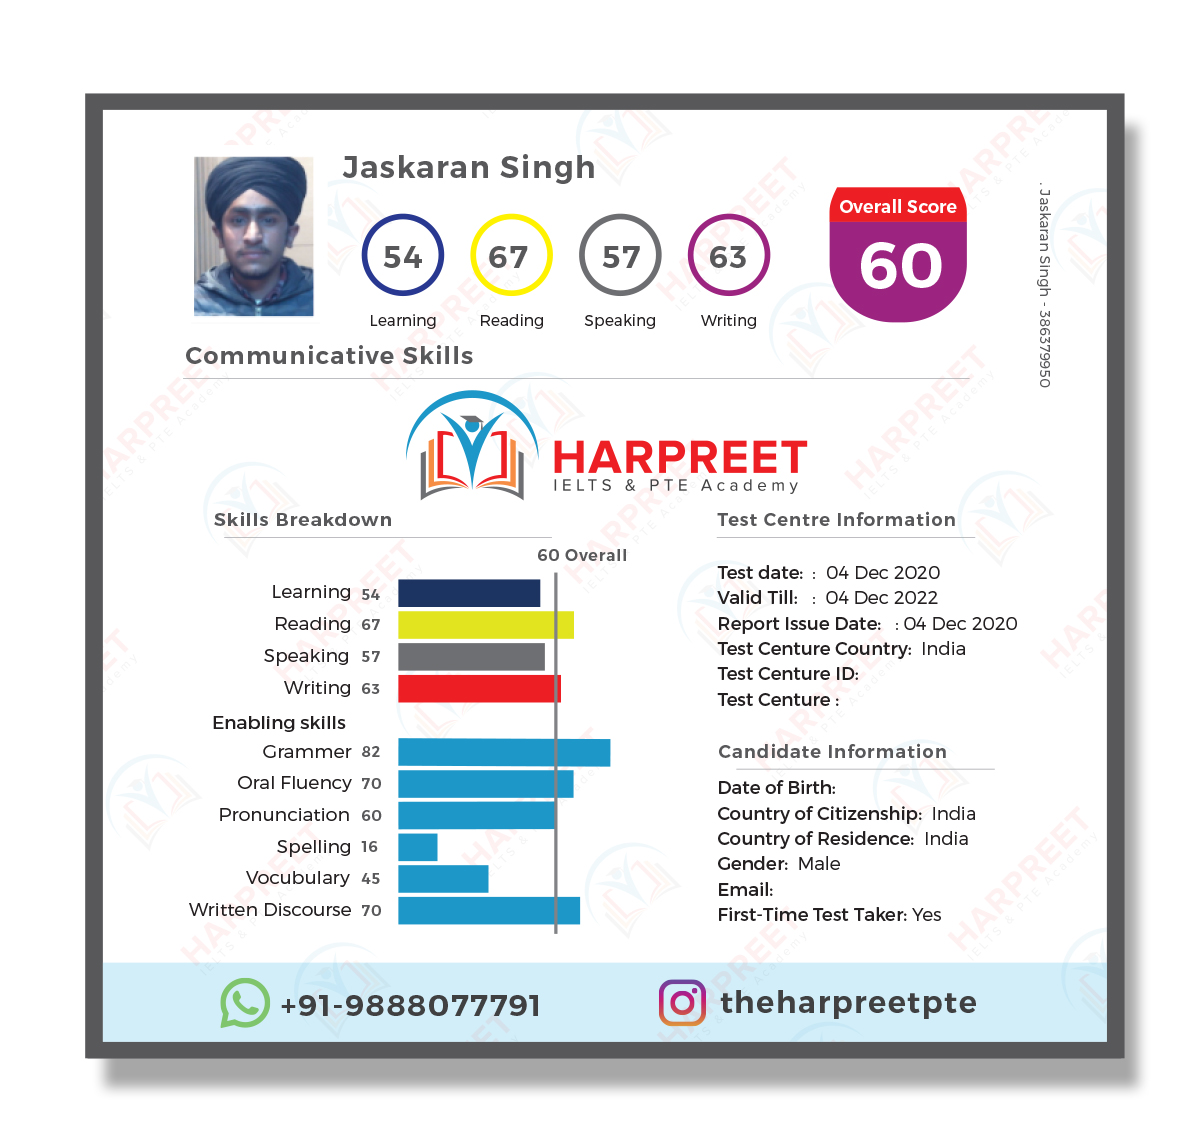 Jaskaran Singh
54 67 57 63
Learning Reading Speaking Writing
Overall Score
60
. Jaskaran SIngh - 386379950
Communicative Skills
HARPREET
IELTS & PTE Academy
Skills Breakdown
60 Overall
Learning 54
Reading 67
Speaking 57
Writing 63
Enabling skills
Grammer 82
Oral Fluency 70
Pronunciation 60
Spelling 16
Vocubulary 45
Written Discourse 70
Test Centre Information
Test date: : 04 Dec 2020
Valid Till: : 04 Dec 2022
Report Issue Date: : 04 Dec 2020
Test Centure Country: India
Test Centure ID:
Test Centure :
Candidate Information
Date of Birth:
Country of Citizenship: India
Country of Residence: India
Gender: Male
Email:
First-Time Test Taker: Yes
+91-9888077791
theharpreetpte